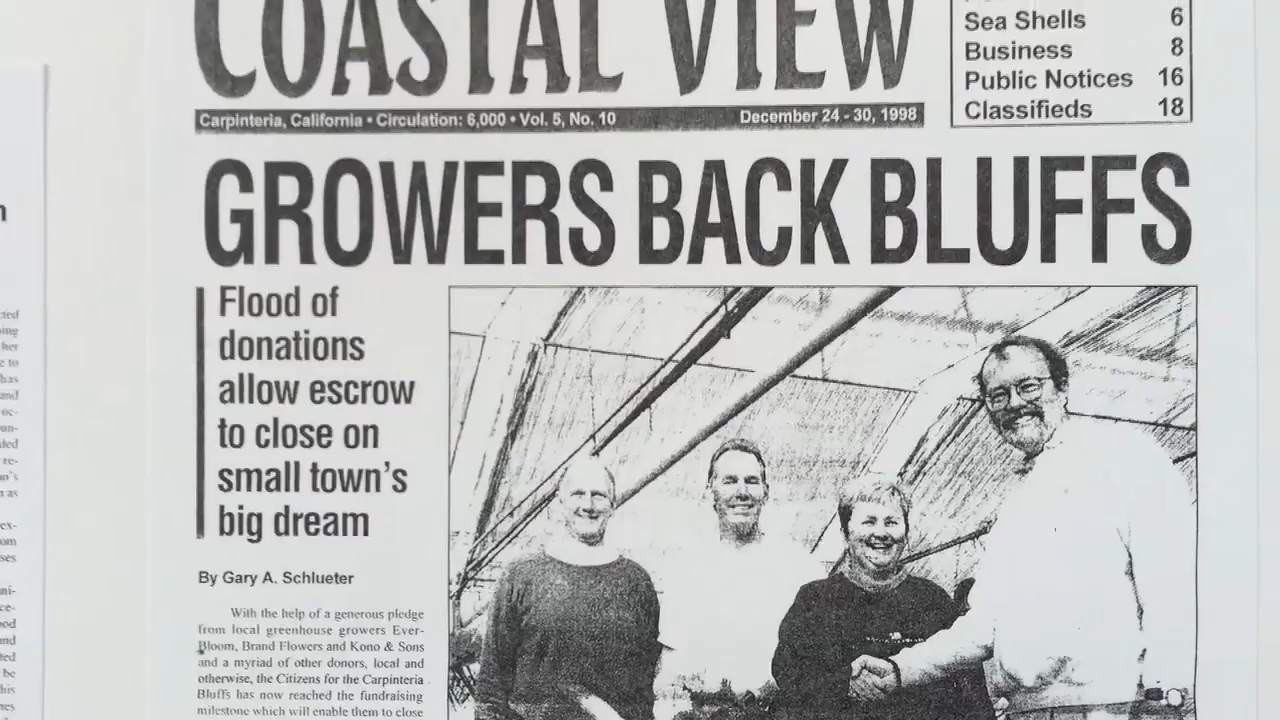 COASTAL VIEW
Sea Shells 6
Business 8
Public Notices 16
Classifieds 18
Carpinteria, California • Circulation: 6,000 • Vol. 5, No. 10 December 24 - 30, 1998
GROWERS BACK BLUFFS
Flood of
donations
allow escrow
to close on
small town's
big dream
By Gary A. Schlueter
With the help of a generous pledge
from local greenhouse growers Ever-
Bloom, Brand Flowers and Kono & Sons
and a myriad of other donors, local and
otherwise, the Citizens for the Carpinteria
Bluffs has now reached the fundraising
milestone which will enable them to close